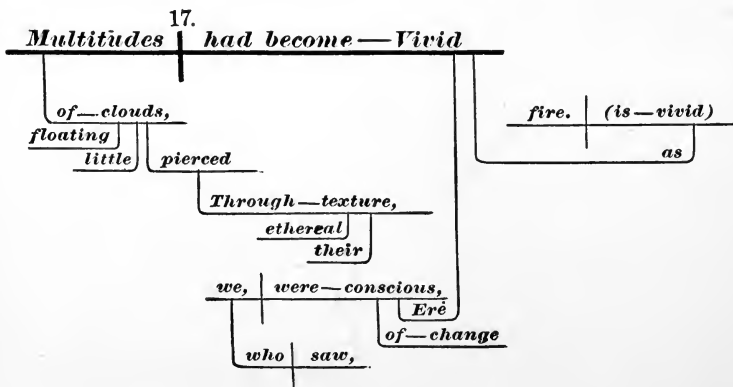 17.
Multitudes had become—Vivid
of—clouds,
fire. (is—vivid)
floating
little
pierced
as
Through—texture,
ethereal
their
we, were—conscious,
Ere
of—change
who saw,